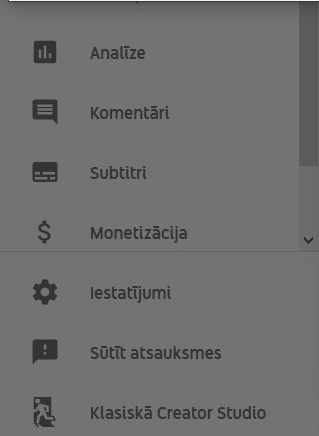 Analīze
Komentāri
Subtitri
Monetizācija
Iestatījumi
Sūtīt atsauksmes
Klasiskā Creator Studio